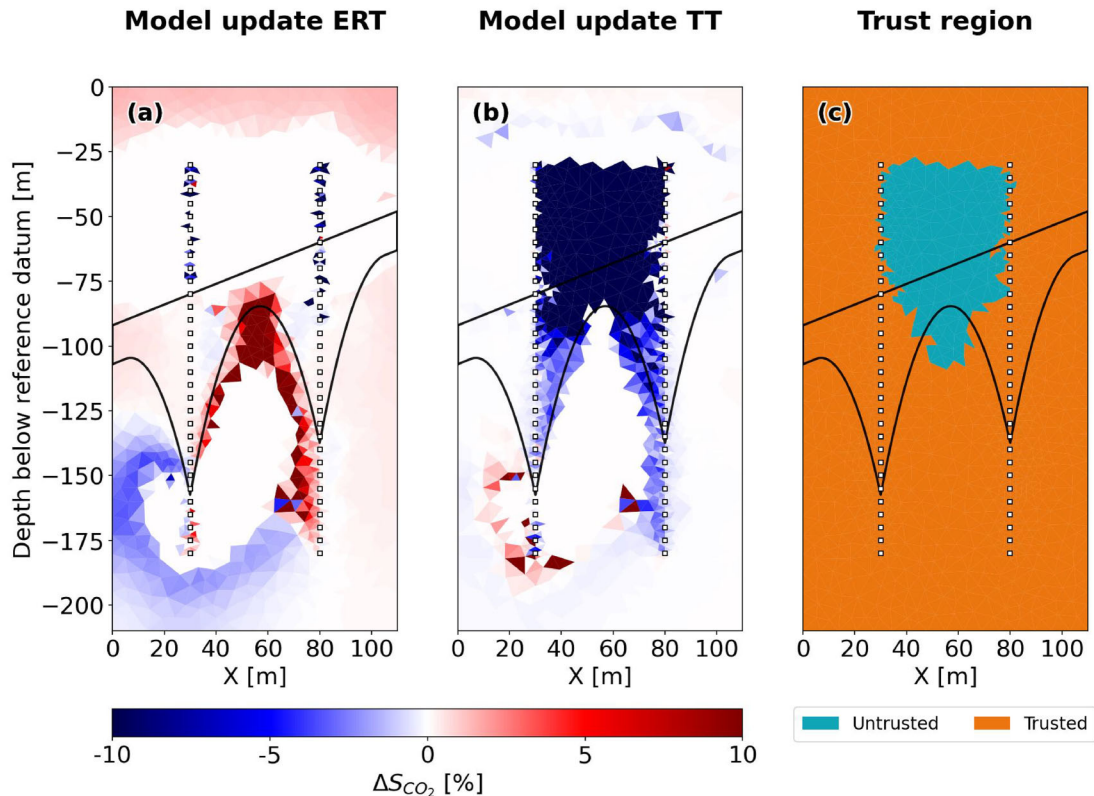 Model update ERT
Model update TT
Trust region
(a)
(b)
(c)
0
−25
−50
−75
−100
−125
−150
−175
−200
Depth below reference datum [m]
0 20 40 60 80 100
0 20 40 60 80 100
0 20 40 60 80 100
X [m]
X [m]
X [m]
-10 -5 0 5 10
ΔS_{CO_2} [%]
Untrusted
Trusted